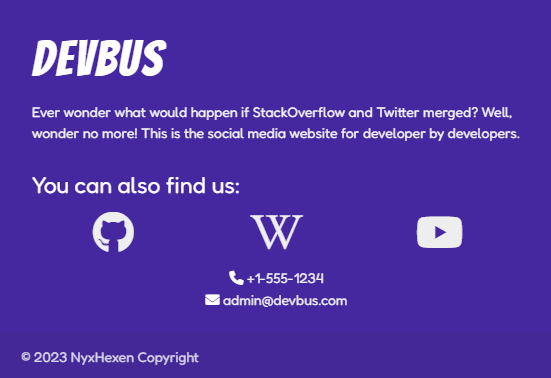 DEVBUS
Ever wonder what would happen if StackOverflow and Twitter merged? Well,
wonder no more! This is the social media website for developer by developers.
You can also find us:
W
+1-555-1234
admin@devbus.com
© 2023 NyxHexen Copyright